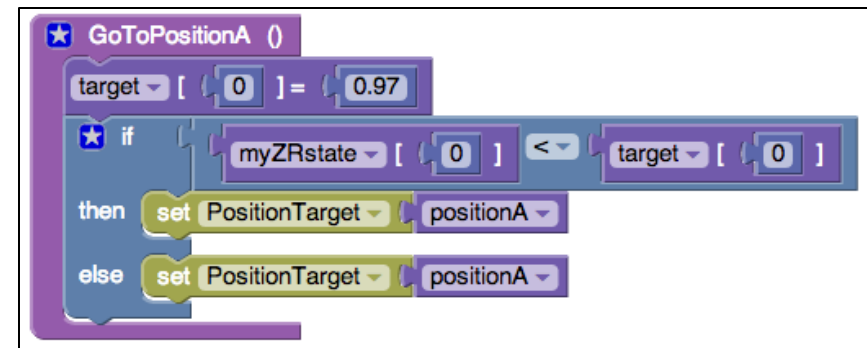 GoToPositionA ()
target [ 0 ] = 0.97
if myZRstate [ 0 ] < target [ 0 ]
then set PositionTarget positionA
else set PositionTarget positionA